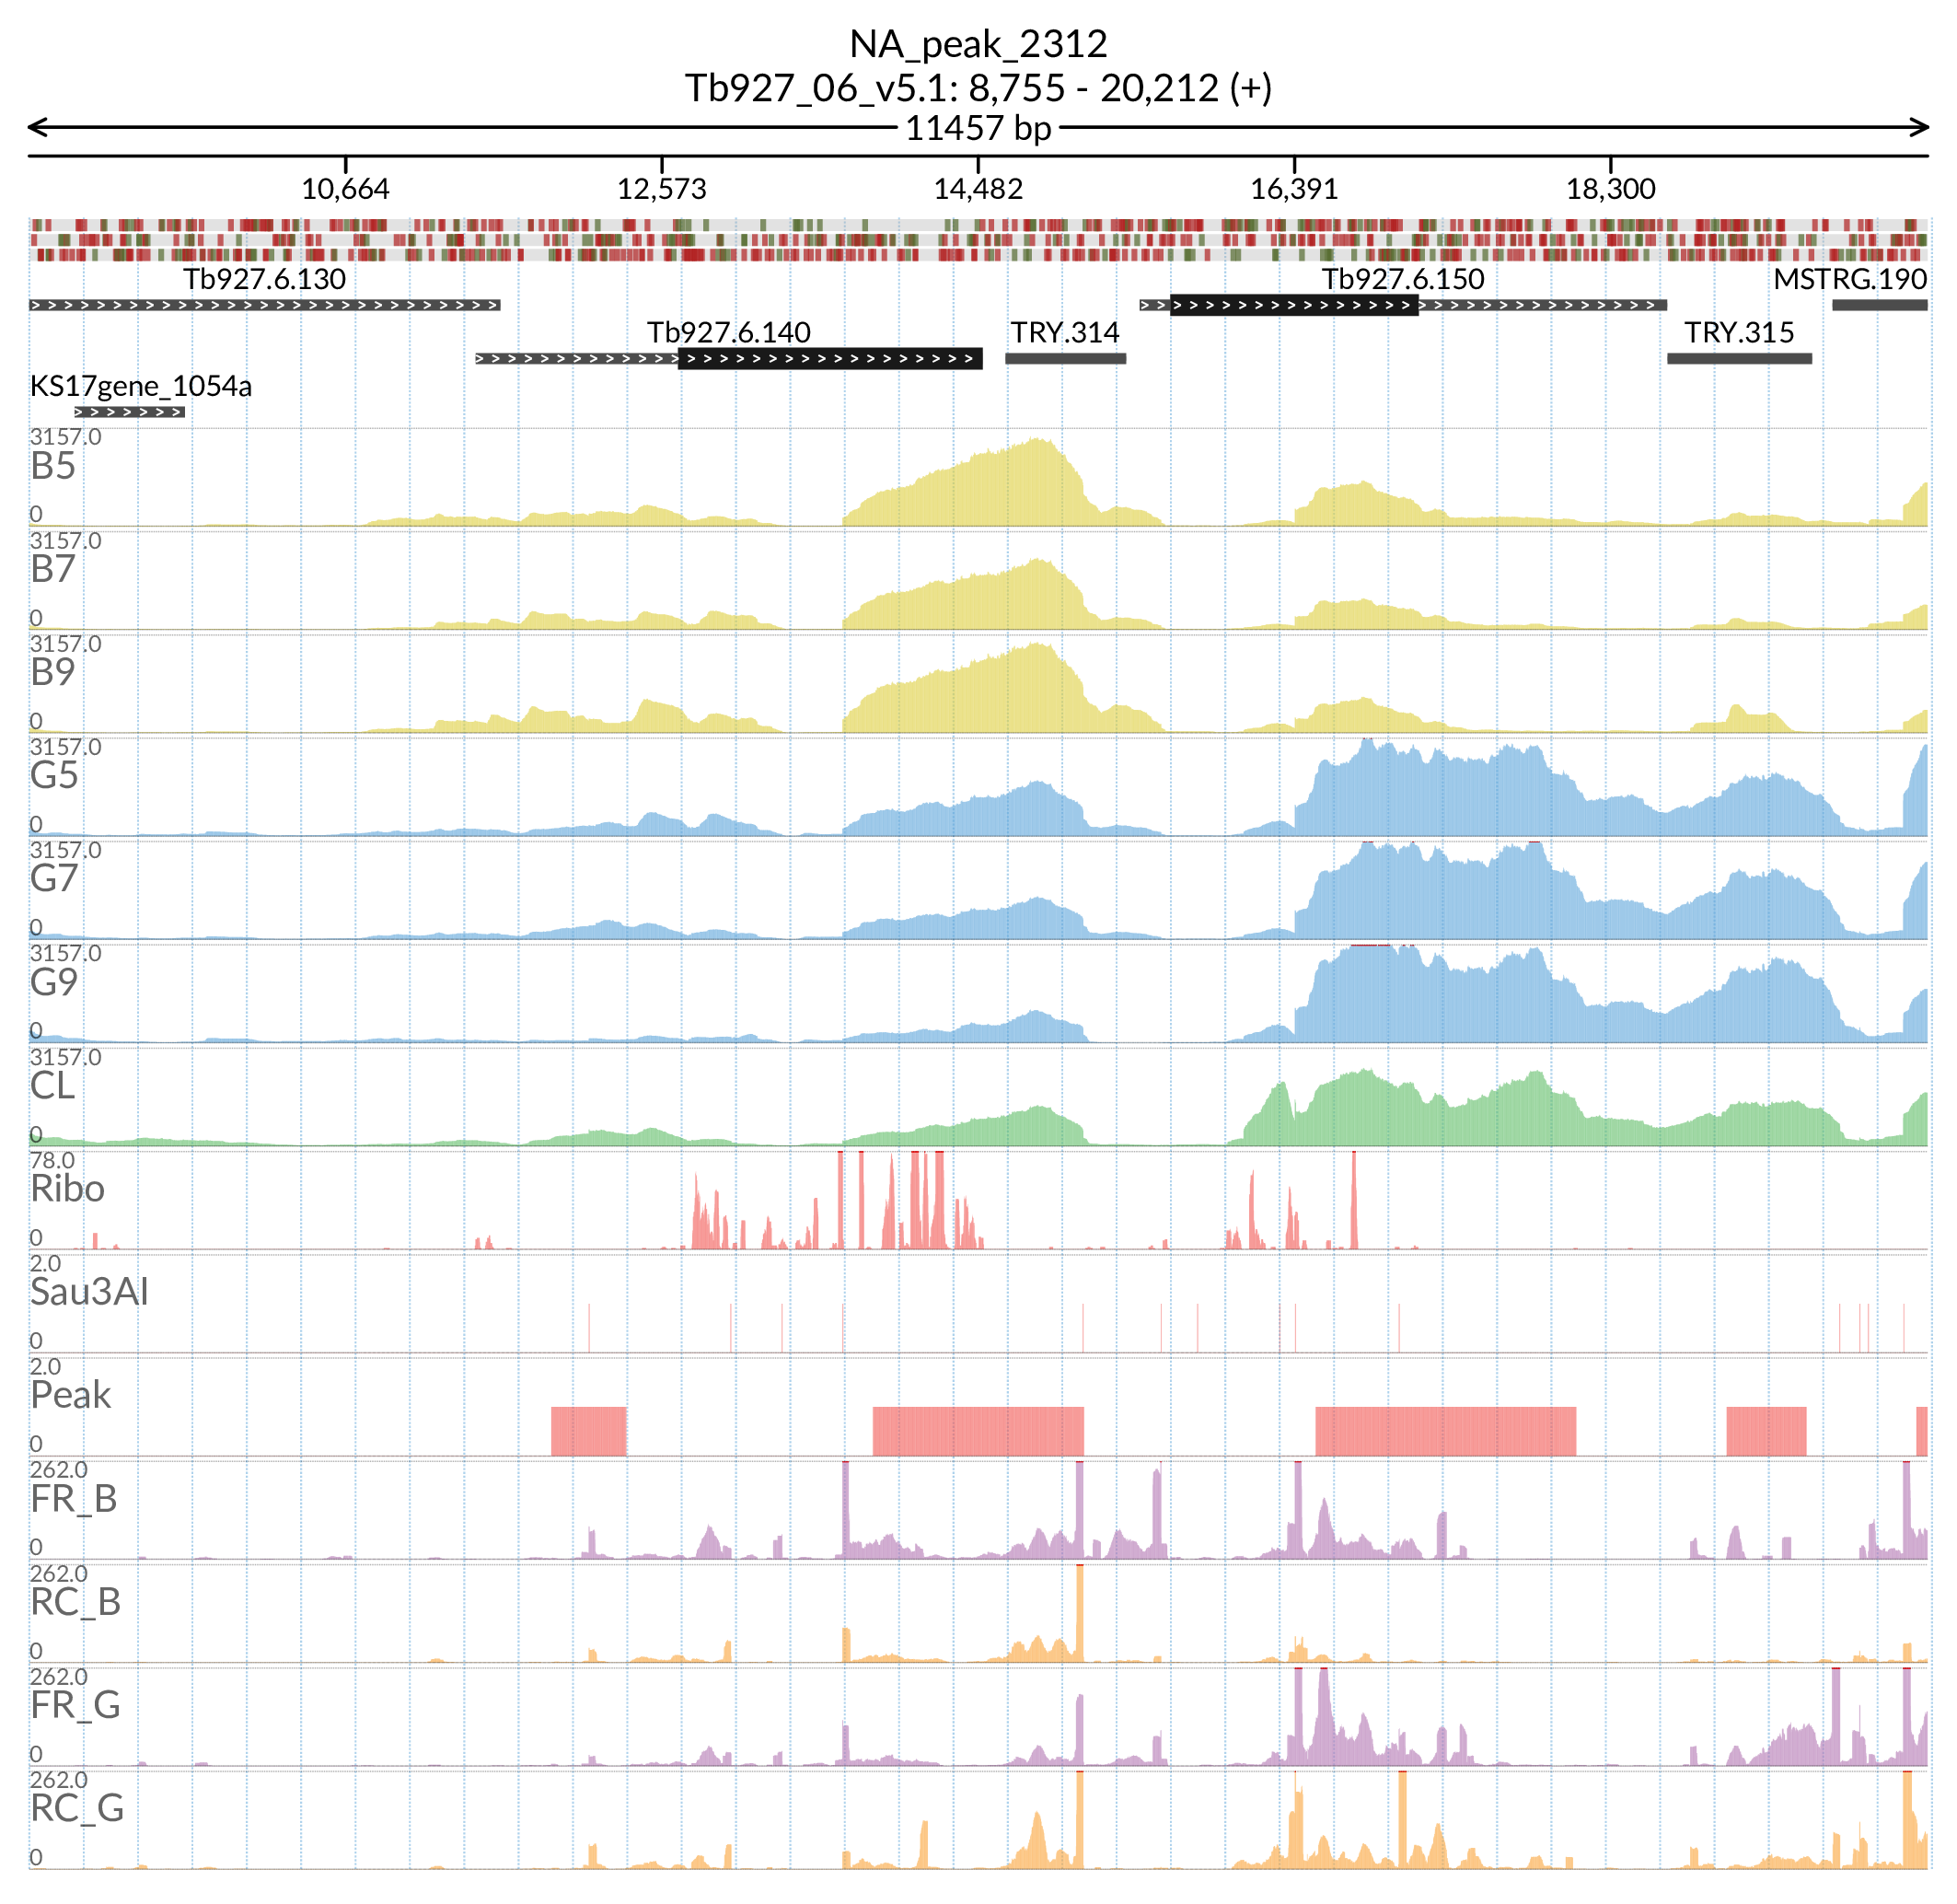 NA_peak_2312
Tb927_06_v5.1: 8,755 - 20,212 (+)
11457 bp
10,664 12,573 14,482 16,391 18,300
Tb927.6.130 Tb927.6.150 MSTRG.190
Tb927.6.140 TRY.314 TRY.315
KS17gene_1054a
3157.0
B5
0
3157.0
B7
0
3157.0
B9
0
3157.0
G5
0
3157.0
G7
0
3157.0
G9
0
3157.0
CL
0
78.0
Ribo
0
2.0
Sau3AI
0
2.0
Peak
0
262.0
FR_B
0
262.0
RC_B
0
262.0
FR_G
0
262.0
RC_G
0